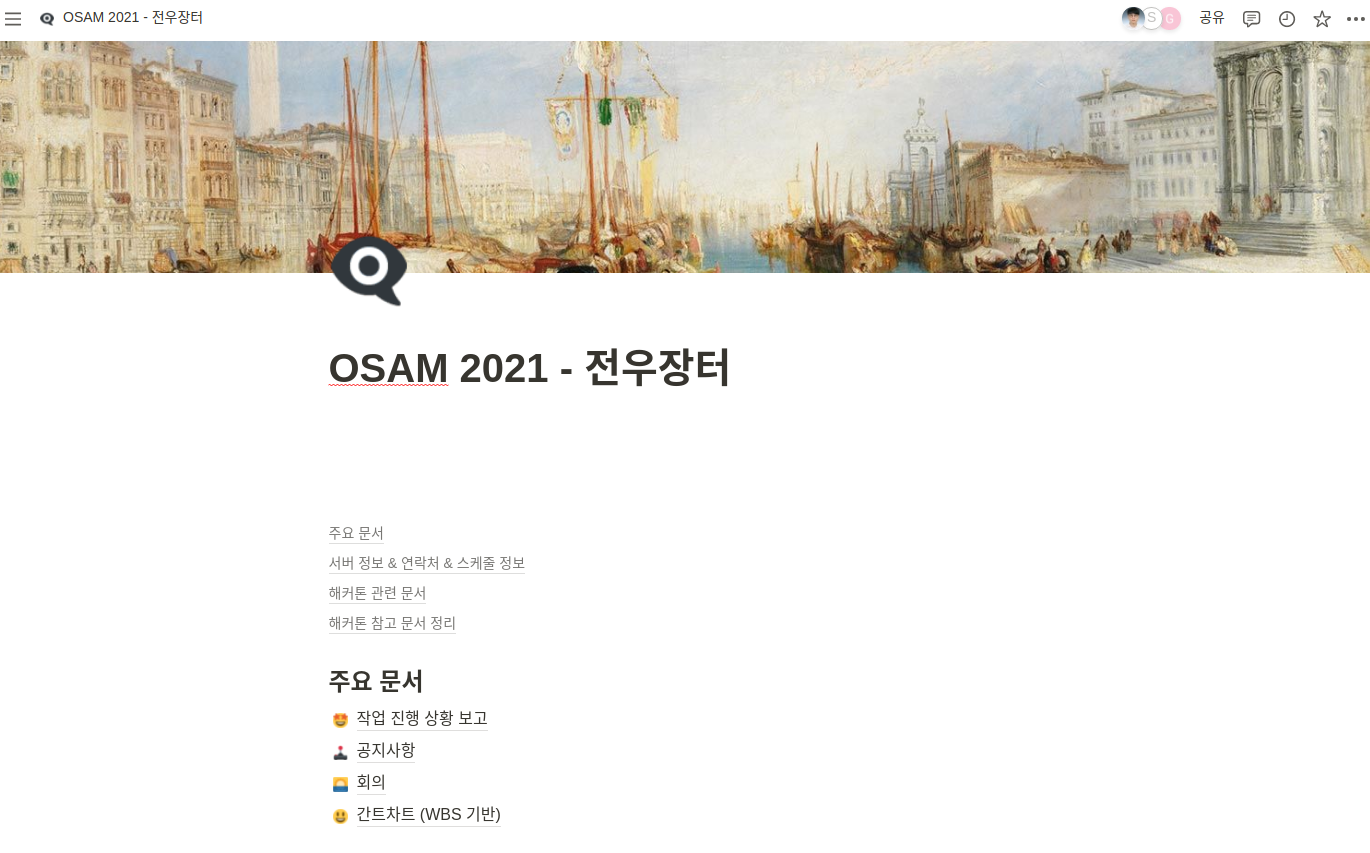 OSAM 2021 - 전우장터
S
G
공유
OSAM 2021 - 전우장터
주요 문서
서버 정보 & 연락처 & 스케줄 정보
해커톤 관련 문서
해커톤 참고 문서 정리
주요 문서
작업 진행 상황 보고
공지사항
회의
간트차트 (WBS 기반)